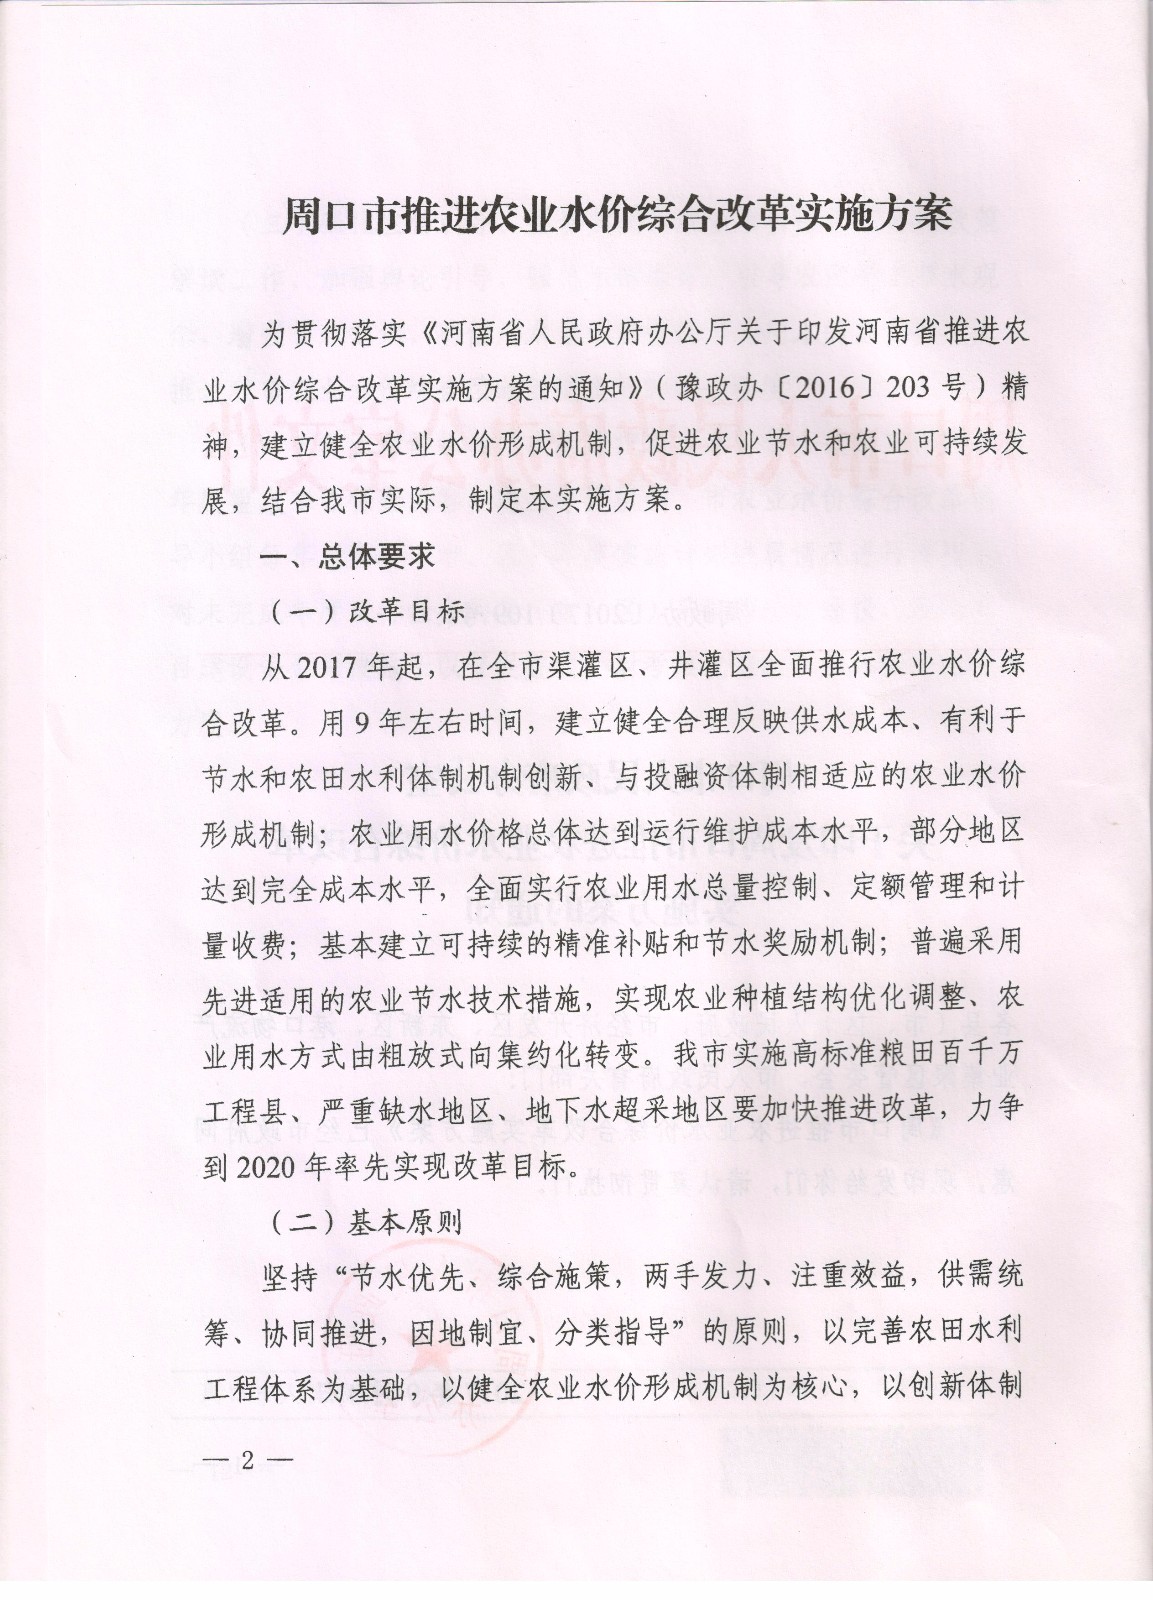 周口市推进农业水价综合改革实施方案
为贯彻落实《河南省人民政府办公厅关于印发河南省推进农
业水价综合改革实施方案的通知》（豫政办〔2016〕203 号）精
神，建立健全农业水价形成机制，促进农业节水和农业可持续发
展，结合我市实际，制定本实施方案。
一、总体要求
（一）改革目标
从 2017 年起，在全市渠灌区、井灌区全面推行农业水价综
合改革。用 9 年左右时间，建立健全合理反映供水成本、有利于
节水和农田水利体制机制创新、与投融资体制相适应的农业水价
形成机制；农业用水价格总体达到运行维护成本水平，部分地区
达到完全成本水平，全面实行农业用水总量控制、定额管理和计
量收费；基本建立可持续的精准补贴和节水奖励机制；普遍采用
先进适用的农业节水技术措施，实现农业种植结构优化调整、农
业用水方式由粗放式向集约化转变。我市实施高标准粮田百千万
工程县、严重缺水地区、地下水超采地区要加快推进改革，力争
到 2020 年率先实现改革目标。
（二）基本原则
坚持“节水优先、综合施策，两手发力、注重效益，供需统
筹、协同推进，因地制宜、分类指导”的原则，以完善农田水利
工程体系为基础，以健全农业水价形成机制为核心，以创新体制
— 2 —